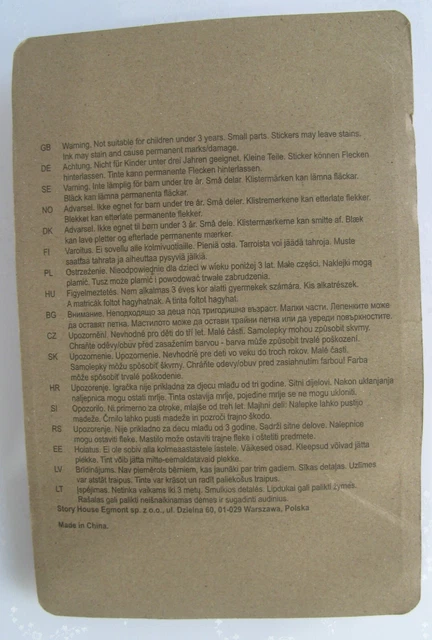 GB Warning. Not suitable for children under 3 years. Small parts. Stickers may leave stains.
Ink may stain and cause permanent marks/damage.
DE Achtung. Nicht für Kinder unter drei Jahren geeignet. Kleine Teile. Sticker können Flecken
hinterlassen. Tinte kann permanente Flecken hinterlassen.
SE Varning. Inte lämplig för barn under tre år. Små delar. Klistermärken kan lämna fläckar.
Bläck kan lämna permanenta fläckar.
NO Advarsel. Ikke egnet for barn under tre år. Små deler. Klistremerkene kan etterlate flekker.
Blekket kan etterlate permanente flekker.
DK Advarsel. Ikke egnet til børn under tre år. Små dele. Klistermærkerne kan smitte af. Blæk
kan lave pletter og efterlade permanente mærker.
FI Varoitus. Ei sovellu alle kolmivuotiaille. Pieniä osia. Tarroista voi jäädä tahroja. Muste
saattaa tahrata ja aiheuttaa pysyviä jälkiä.
PL Ostrzeżenie. Nieodpowiednio dla dzieci w wieku poniżej 3 lat. Małe części. Naklejki mogą
plamić. Tusz może plamić i powodować trwałe zabrudzenia.
HU Figyelmeztetés. Nem alkalmas 3 éves kor alatti gyermekek számára. Kis alkatrészek.
A matricák foltot hagyhatnak. A tinta foltot hagyhat.
BG Внимание. Неподходящо за деца под тригодишна възраст. Малки части. Лепенките може
да оставят петна. Мастилото може да остави трайни петна или да увреди повърхностите.
CZ Upozornění. Nevhodné pro děti do tří let. Malé části. Samolepky mohou způsobit skvrny.
Chraňte oděvy/obuv před zasažením barvou - barva může způsobit trvalé poškození.
SK Upozornenie. Upozornenie. Nevhodné pre deti vo veku do troch rokov. Malé časti.
Samolepky môžu spôsobiť škvrny. Chráňte odevy/obuv pred zasiahnutím farbou! Farba
môže spôsobiť trvalé poškodenie.
HR Upozorenje. Igračka nije prikladna za djecu mlađu od tri godine. Sitni dijelovi. Nakon uklanjanja
naljepnica mogu ostati mrlje. Tinta ostavlja mrlje, pojedine mrlje se ne mogu ukloniti.
SI Opozorilo. Ni primerno za otroke, mlajše od treh let. Majhni deli. Nalepke lahko pustijo
madeže. Črnilo lahko pusti madeže in povzroči trajno škodo.
RS Upozorenje. Nije prikladno za decu mlađu od 3 godine. Sadrži sitne delove. Nalepnice
mogu ostaviti fleke. Mastilo može ostaviti trajne fleke i oštetiti predmete.
EE Hoiatus. Ei ole sobiv alla kolmeaastastele lastele. Väikesed osad. Kleepsud võivad jätta
plekke. Tint võib jätta mitte-eemaldatavaid plekke.
LV Brīdinājums. Nav piemērots bērniem, kas jaunāki par trim gadiem. Sīkas detaļas. Uzlīmes
var atstāt traipus. Tinte var krāsot un radīt paliekošus traipus.
LT Įspėjimas. Netinka vaikams iki 3 metų. Smulkios detalės. Lipdukai gali palikti žymes.
Rašalas gali palikti neišnaikinamas dėmes ir sugadinti audinius.
Story House Egmont sp. z o.o., ul. Dzielna 60, 01-029 Warszawa, Polska
Made in China.